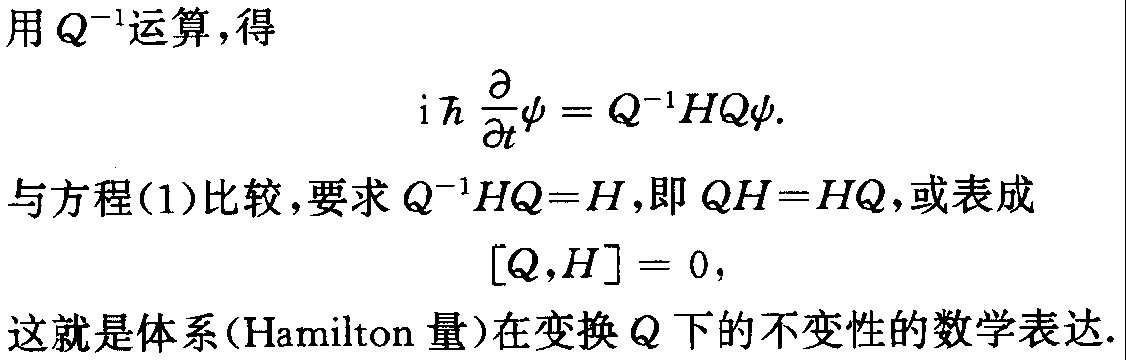 用 Q⁻¹运算,得
iħ ∂/∂t ψ = Q⁻¹HQψ.
与方程(1)比较,要求 Q⁻¹HQ=H,即 QH=HQ,或表成
[Q,H] = 0,
这就是体系(Hamilton 量)在变换 Q 下的不变性的数学表达.